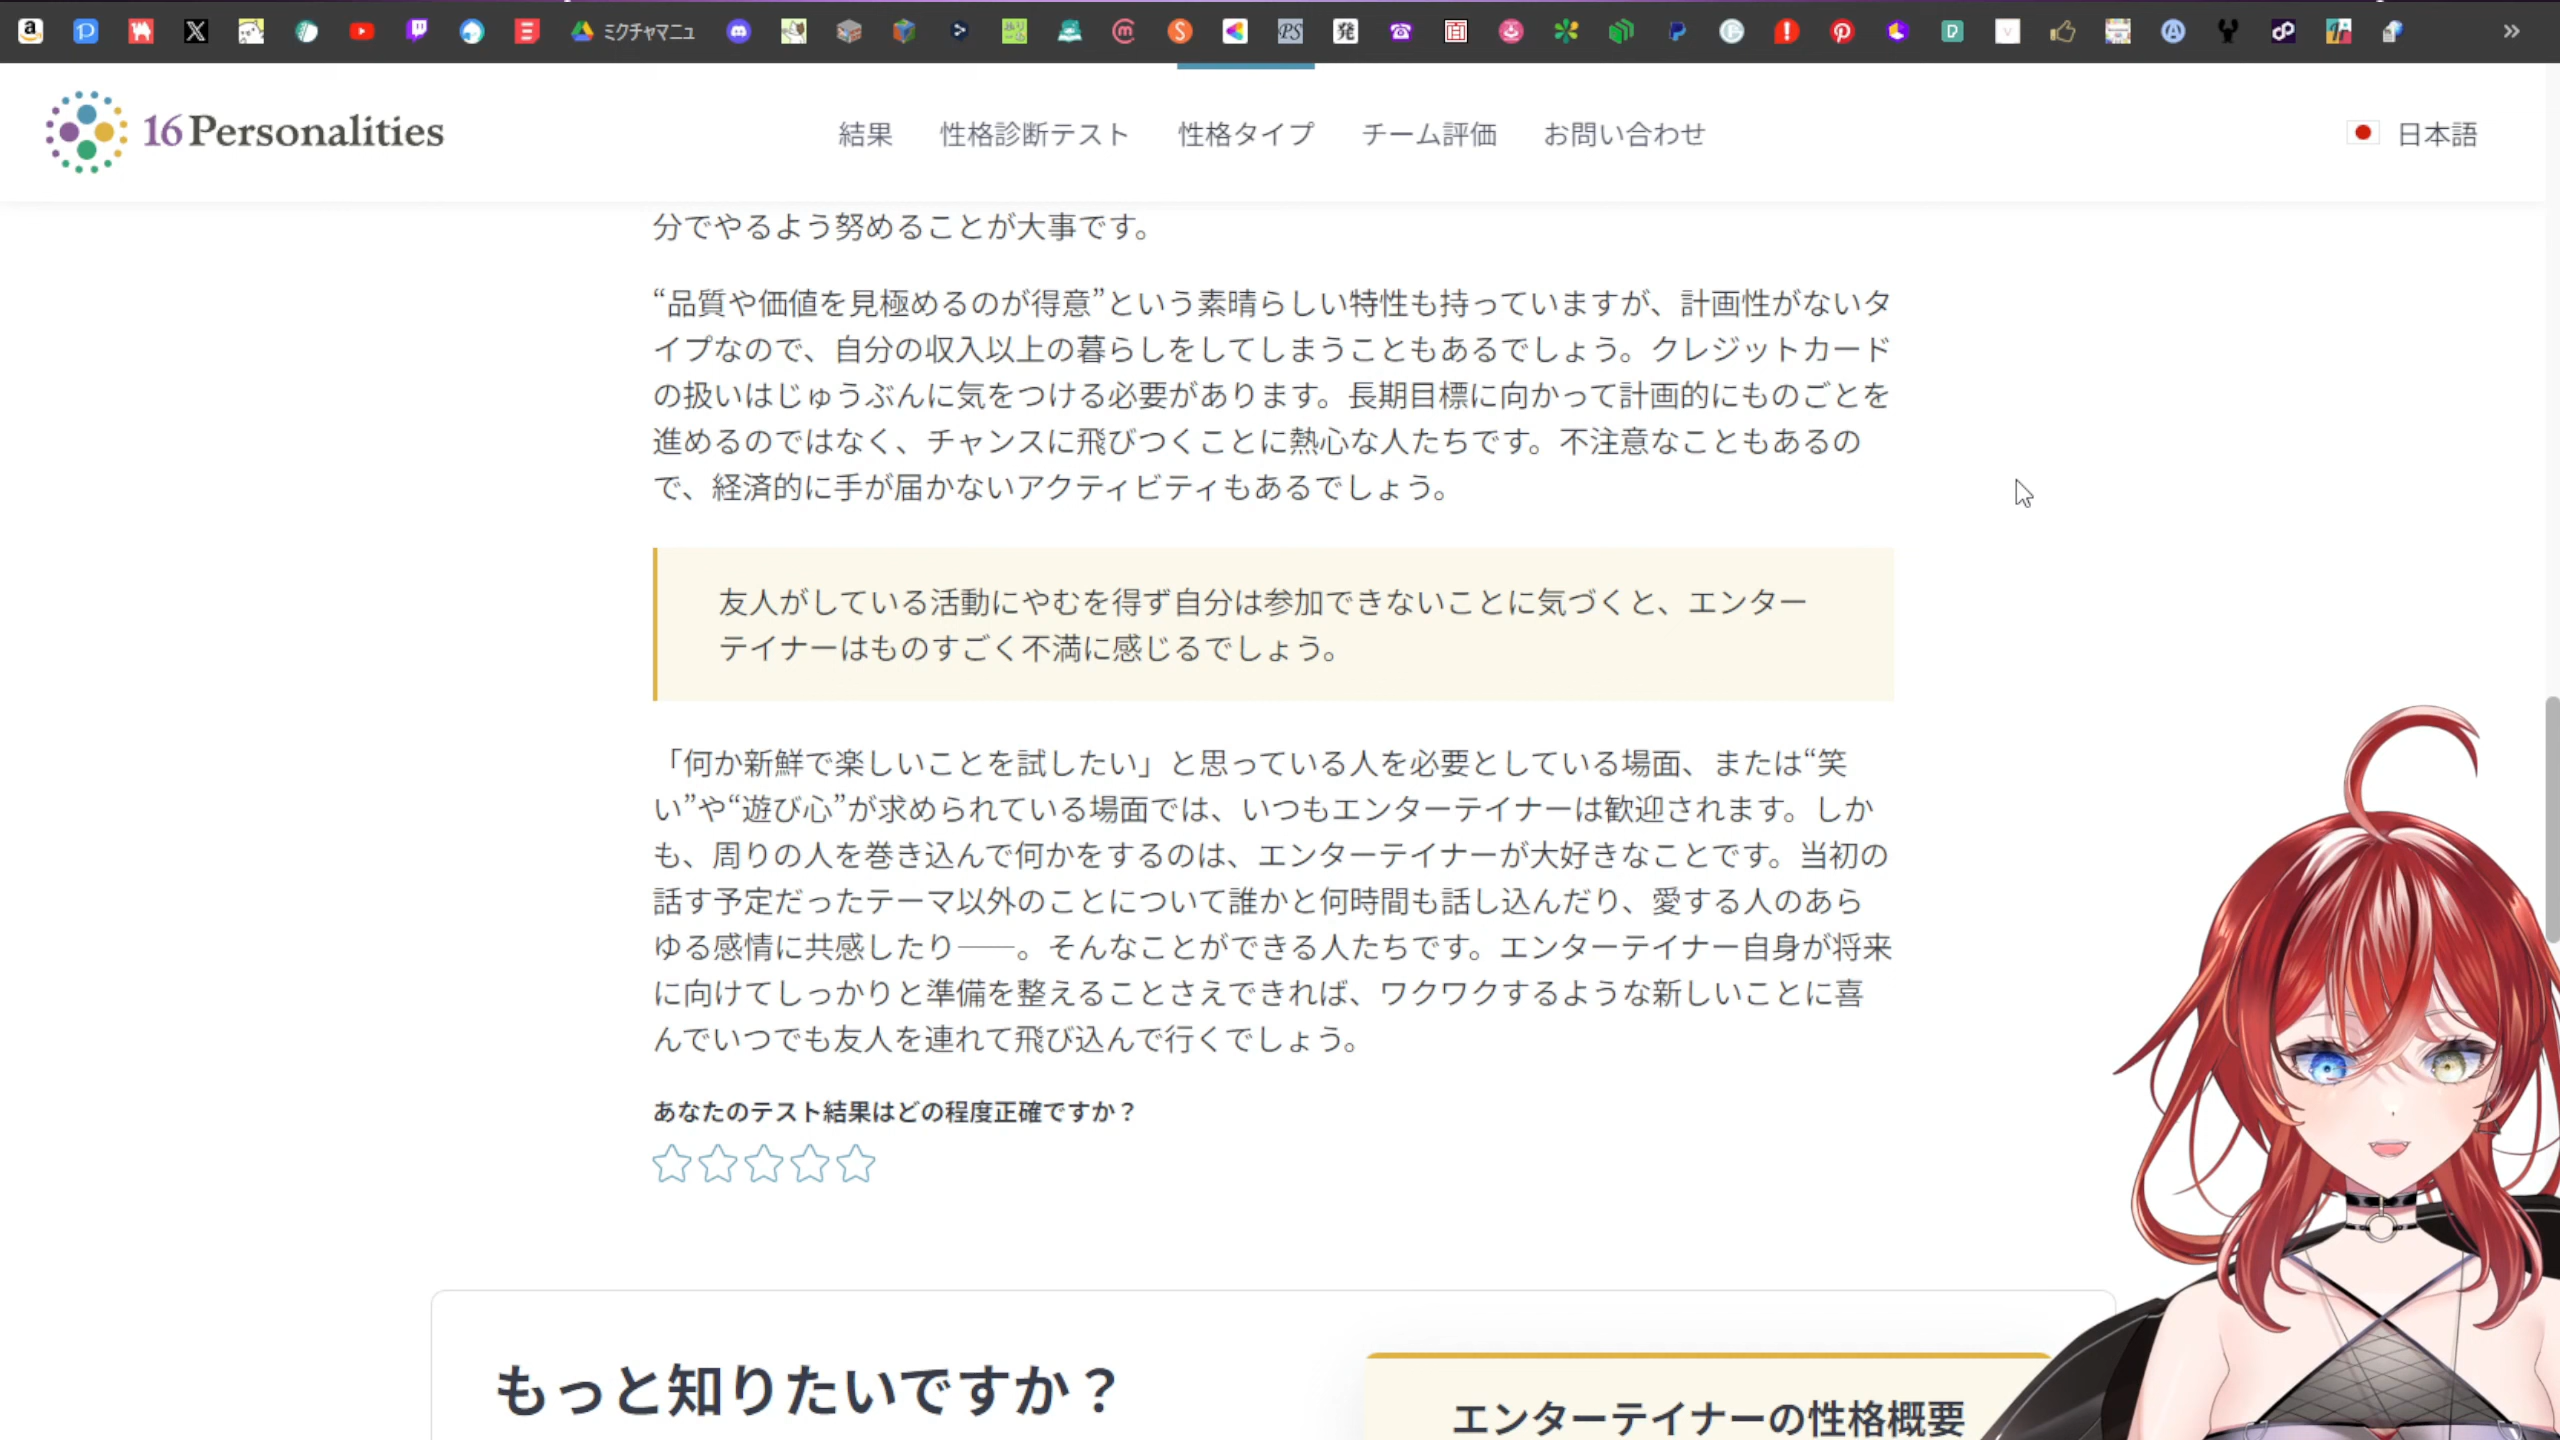 ミクチャマニュ
16Personalities
結果 性格診断テスト 性格タイプ チーム評価 お問い合わせ
日本語
分でやるよう努めることが大事です。
“品質や価値を見極めるのが得意”という素晴らしい特性も持っていますが、計画性がないタ
イプなので、自分の収入以上の暮らしをしてしまうこともあるでしょう。クレジットカード
の扱いはじゅうぶんに気をつける必要があります。長期目標に向かって計画的にものごとを
進めるのではなく、チャンスに飛びつくことに熱心な人たちです。不注意なこともあるの
で、経済的に手が届かないアクティビティもあるでしょう。
友人がしている活動にやむを得ず自分は参加できないことに気づくと、エンター
テイナーはものすごく不満に感じるでしょう。
「何か新鮮で楽しいことを試したい」と思っている人を必要としている場面、または“笑
い”や“遊び心”が求められている場面では、いつもエンターテイナーは歓迎されます。しか
も、周りの人を巻き込んで何かをするのは、エンターテイナーが大好きなことです。当初の
話す予定だったテーマ以外のことについて誰かと何時間も話し込んだり、愛する人のあら
ゆる感情に共感したり――。そんなことができる人たちです。エンターテイナー自身が将来
に向けてしっかりと準備を整えることさえできれば、ワクワクするような新しいことに喜
んでいつでも友人を連れて飛び込んで行くでしょう。
あなたのテスト結果はどの程度正確ですか？
もっと知りたいですか？
エンターテイナーの性格概要